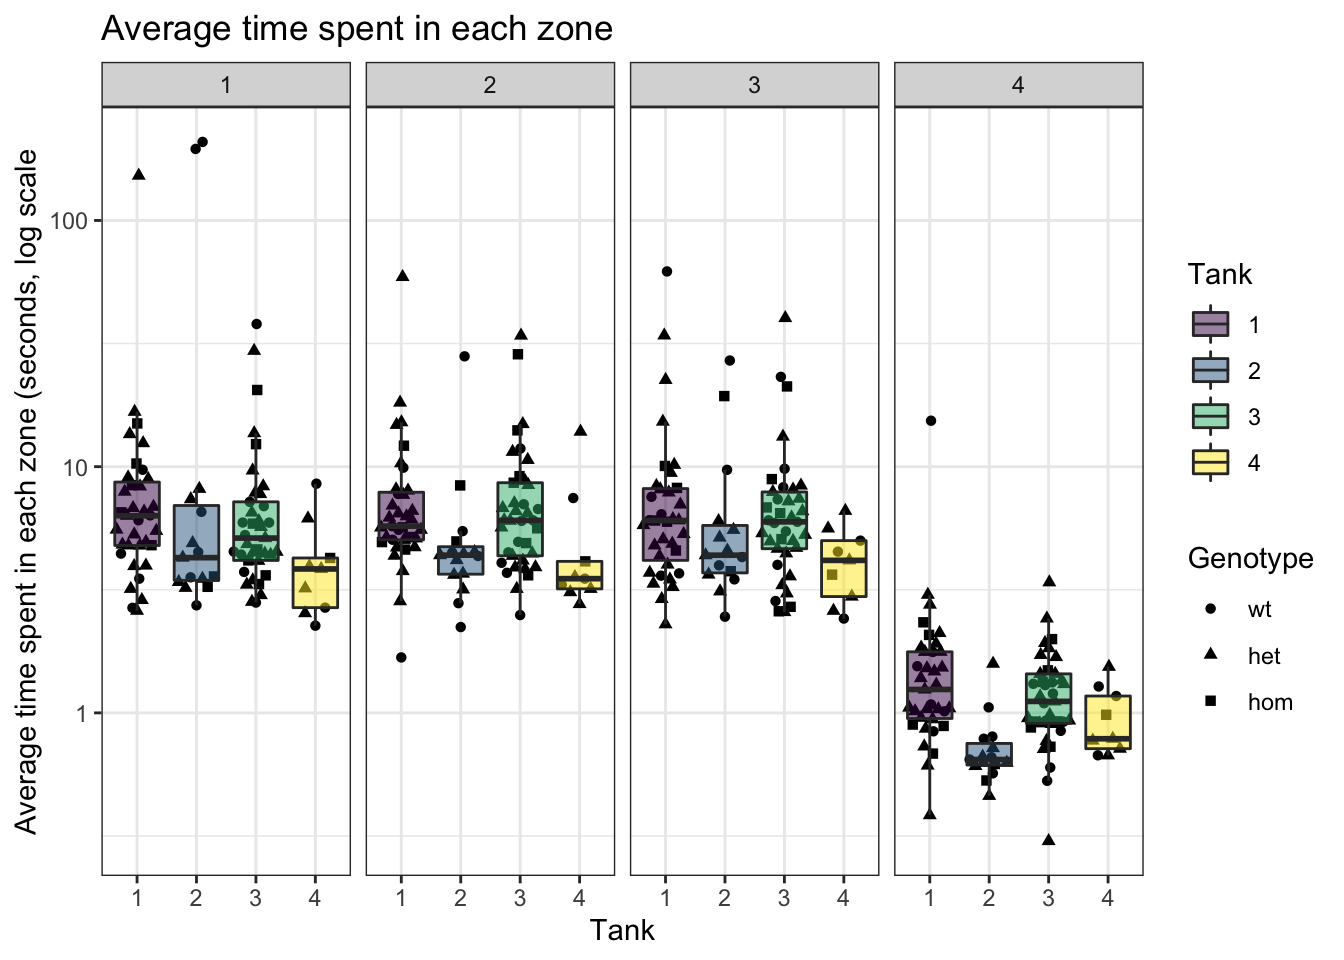 Average time spent in each zone
1 2 3 4
Average time spent in each zone (seconds, log scale
100
10
1
1 2 3 4 1 2 3 4 1 2 3 4 1 2 3 4
Tank
Tank
1
2
3
4
Genotype
wt
het
hom